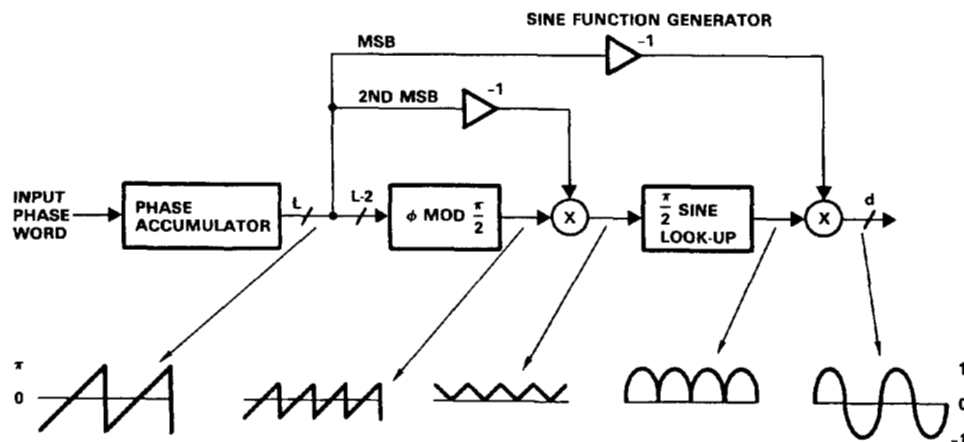 SINE FUNCTION GENERATOR
MSB
-1
2ND MSB
-1
INPUT
PHASE
WORD
PHASE
ACCUMULATOR
L
L-2
φ MOD π/2
X
π/2 SINE
LOOK-UP
X
d
π
0
1
0
-1